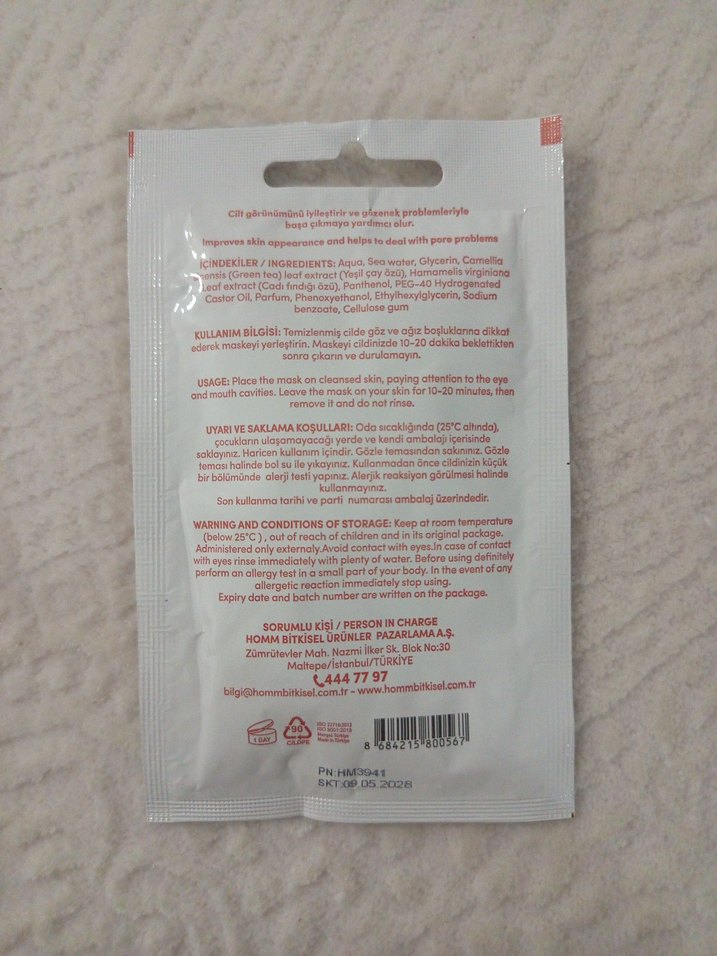 Cilt görünümünü iyileştirir ve gözenek problemleriyle
başa çıkmaya yardımcı olur.
Improves skin appearance and helps to deal with pore problems
İÇİNDEKİLER / INGREDIENTS: Aqua, Sea water, Glycerin, Camellia
(Green tea) leaf extract (Yeşil çay özü), Hamamelis virginiana
Leaf extract (Cadı fındığı özü), Panthenol, PEG-40 Hydrogenated
Castor Oil, Parfum, Phenoxyethanol, Ethylhexylglycerin, Sodium
benzoate, Cellulose gum
KULLANIM BİLGİSİ: Temizlenmiş cilde göz ve ağız boşluklarına dikkat
ederek maskeyi yerleştirin. Maskeyi cildinizde 10-20 dakika beklettikten
sonra çıkarın ve durulamayın.
USAGE: Place the mask on cleansed skin, paying attention to the eye
and mouth cavities. Leave the mask on your skin for 10-20 minutes, then
remove it and do not rinse.
UYARI VE SAKLAMA KOŞULLARI: Oda sıcaklığında (25°C altında),
çocukların ulaşamayacağı yerde ve kendi ambalajı içerisinde
saklayınız. Haricen kullanım içindir. Gözle temasından sakınınız. Gözle
teması halinde bol su ile yıkayınız. Kullanmadan önce cildinizin küçük
bir bölümünde alerji testi yapınız. Alerjik reaksiyon görülmesi halinde
kullanmayınız.
Son kullanma tarihi ve parti numarası ambalaj üzerindedir.
WARNING AND CONDITIONS OF STORAGE: Keep at room temperature
(below 25°C ) , out of reach of children and in its original package.
Administered only externaly.Avoid contact with eyes.In case of contact
with eyes rinse immediately with plenty of water. Before using definitely
perform an allergy test in a small part of your body. In the event of any
allergetic reaction immediately stop using.
Expiry date and batch number are written on the package.
SORUMLU KİŞİ / PERSON IN CHARGE
HOMM BİTKİSEL ÜRÜNLER PAZARLAMA A.Ş.
Zümrütevler Mah. Nazmi İlker Sk. Blok No:30
Maltepe/İstanbul/TÜRKİYE
444 77 97
bilgi@hommbitkisel.com.tr - www.hommbitkisel.com.tr
1 DAY
90
C/LDPE
ISO 22716:2013
ISO 9001:2015
Menşei: Türkiye
Made in Türkiye
8 684215 800567
PN:HM3941
SKT:09.05.2028